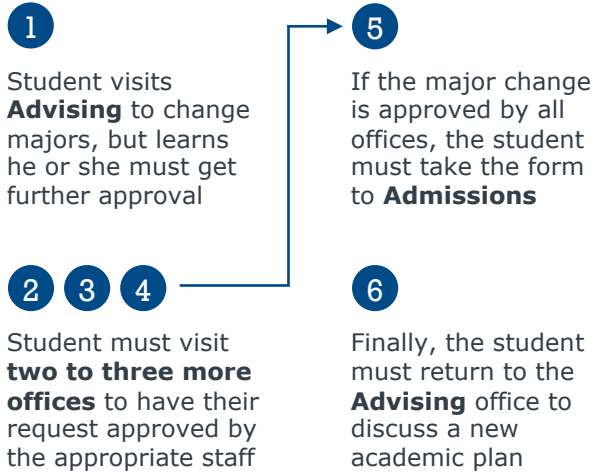 1
Student visits
Advising to change
majors, but learns
he or she must get
further approval
2 3 4
Student must visit
two to three more
offices to have their
request approved by
the appropriate staff
5
If the major change
is approved by all
offices, the student
must take the form
to Admissions
6
Finally, the student
must return to the
Advising office to
discuss a new
academic plan